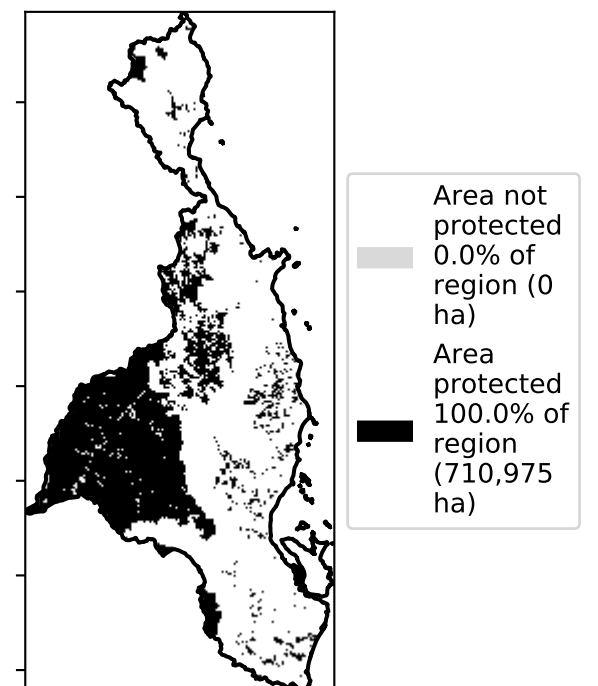 Area not
protected
0.0% of
region (0
ha)
Area
protected
100.0% of
region
(710,975
ha)